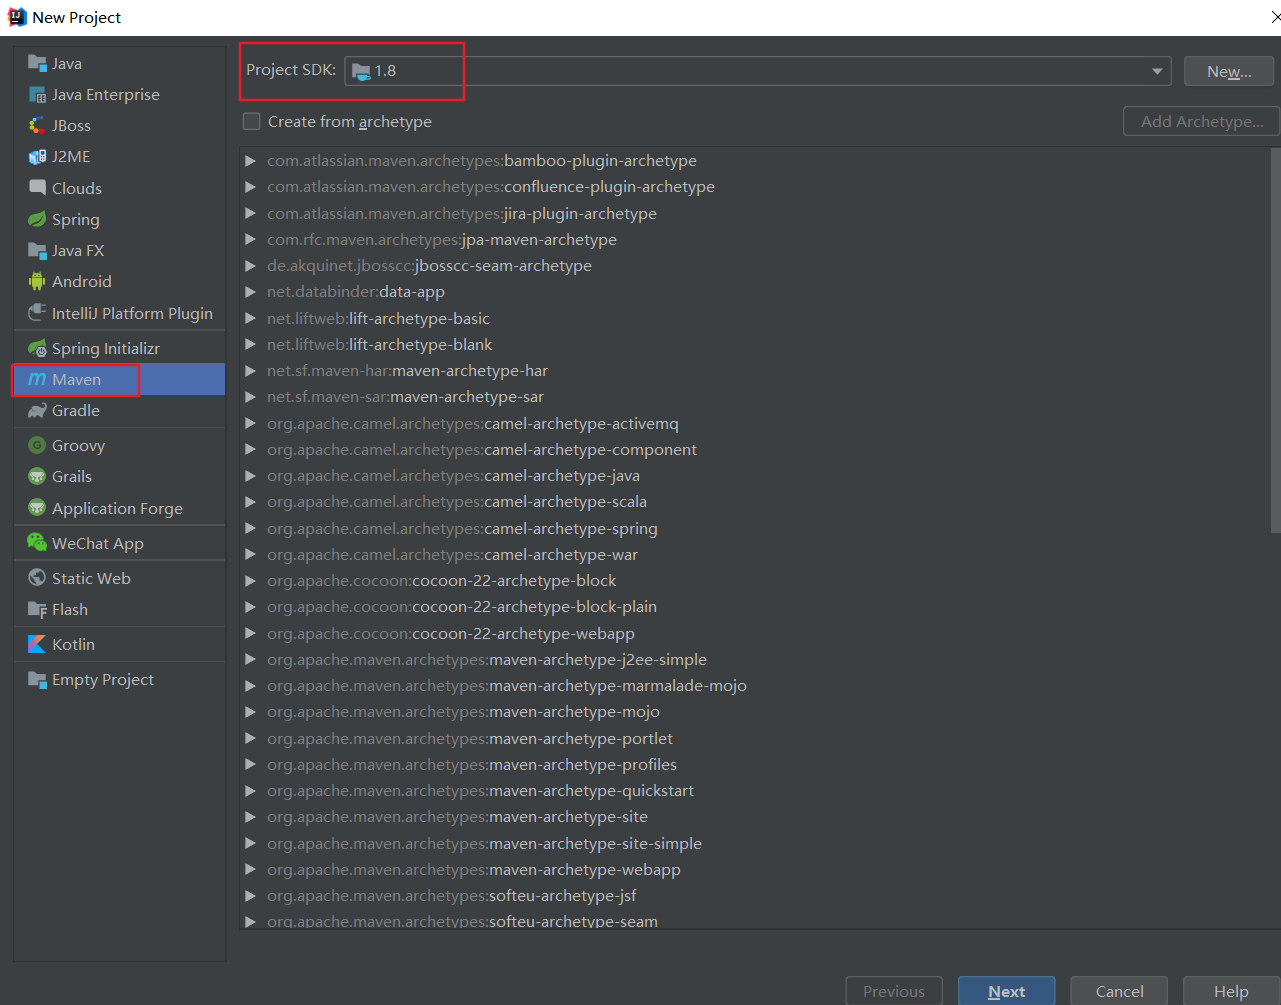 New Project
Java
Java Enterprise
JBoss
J2ME
Clouds
Spring
Java FX
Android
IntelliJ Platform Plugin
Spring Initializr
Maven
Gradle
Groovy
Grails
Application Forge
WeChat App
Static Web
Flash
Kotlin
Empty Project
Project SDK: 1.8
New...
Create from archetype
Add Archetype...
com.atlassian.maven.archetypes:bamboo-plugin-archetype
com.atlassian.maven.archetypes:confluence-plugin-archetype
com.atlassian.maven.archetypes:jira-plugin-archetype
com.rfc.maven.archetypes:jpa-maven-archetype
de.akquinet.jbosscc:jbosscc-seam-archetype
net.databinder:data-app
net.liftweb:lift-archetype-basic
net.liftweb:lift-archetype-blank
net.sf.maven-har:maven-archetype-har
net.sf.maven-sar:maven-archetype-sar
org.apache.camel.archetypes:camel-archetype-activemq
org.apache.camel.archetypes:camel-archetype-component
org.apache.camel.archetypes:camel-archetype-java
org.apache.camel.archetypes:camel-archetype-scala
org.apache.camel.archetypes:camel-archetype-spring
org.apache.camel.archetypes:camel-archetype-war
org.apache.cocoon:cocoon-22-archetype-block
org.apache.cocoon:cocoon-22-archetype-block-plain
org.apache.cocoon:cocoon-22-archetype-webapp
org.apache.maven.archetypes:maven-archetype-j2ee-simple
org.apache.maven.archetypes:maven-archetype-marmalade-mojo
org.apache.maven.archetypes:maven-archetype-mojo
org.apache.maven.archetypes:maven-archetype-portlet
org.apache.maven.archetypes:maven-archetype-profiles
org.apache.maven.archetypes:maven-archetype-quickstart
org.apache.maven.archetypes:maven-archetype-site
org.apache.maven.archetypes:maven-archetype-site-simple
org.apache.maven.archetypes:maven-archetype-webapp
org.apache.maven.archetypes:softeu-archetype-jsf
org.apache.maven.archetypes:softeu-archetype-seam
Previous
Next
Cancel
Help